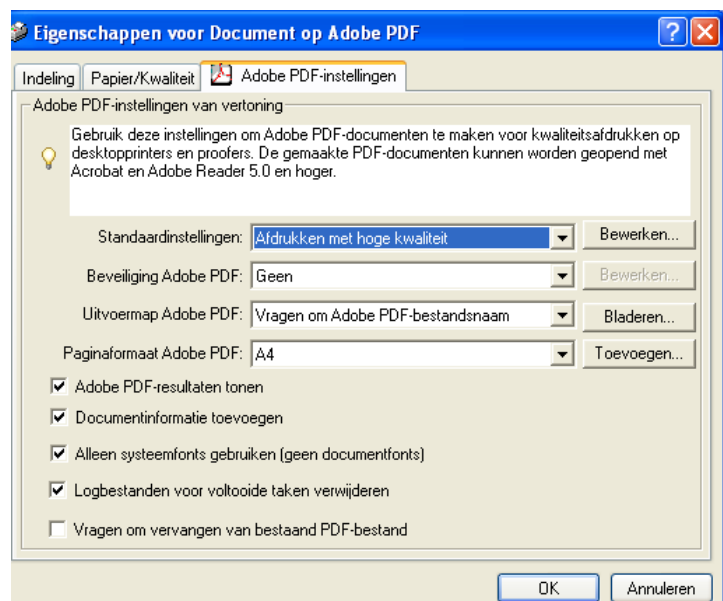 Eigenschappen voor Document op Adobe PDF
Indeling Papier/Kwaliteit Adobe PDF-instellingen
Adobe PDF-instellingen van vertoning
Gebruik deze instellingen om Adobe PDF-documenten te maken voor kwaliteitsafdrukken op
desktopprinters en proofers. De gemaakte PDF-documenten kunnen worden geopend met
Acrobat en Adobe Reader 5.0 en hoger.
Standaardinstellingen: Afdrukken met hoge kwaliteit Bewerken...
Beveiliging Adobe PDF: Geen Bewerken...
Uitvoermap Adobe PDF: Vragen om Adobe PDF-bestandsnaam Bladeren...
Paginaformaat Adobe PDF: A4 Toevoegen...
Adobe PDF-resultaten tonen
Documentinformatie toevoegen
Alleen systeemfonts gebruiken (geen documentfonts)
Logbestanden voor voltooide taken verwijderen
Vragen om vervangen van bestaand PDF-bestand
OK Annuleren